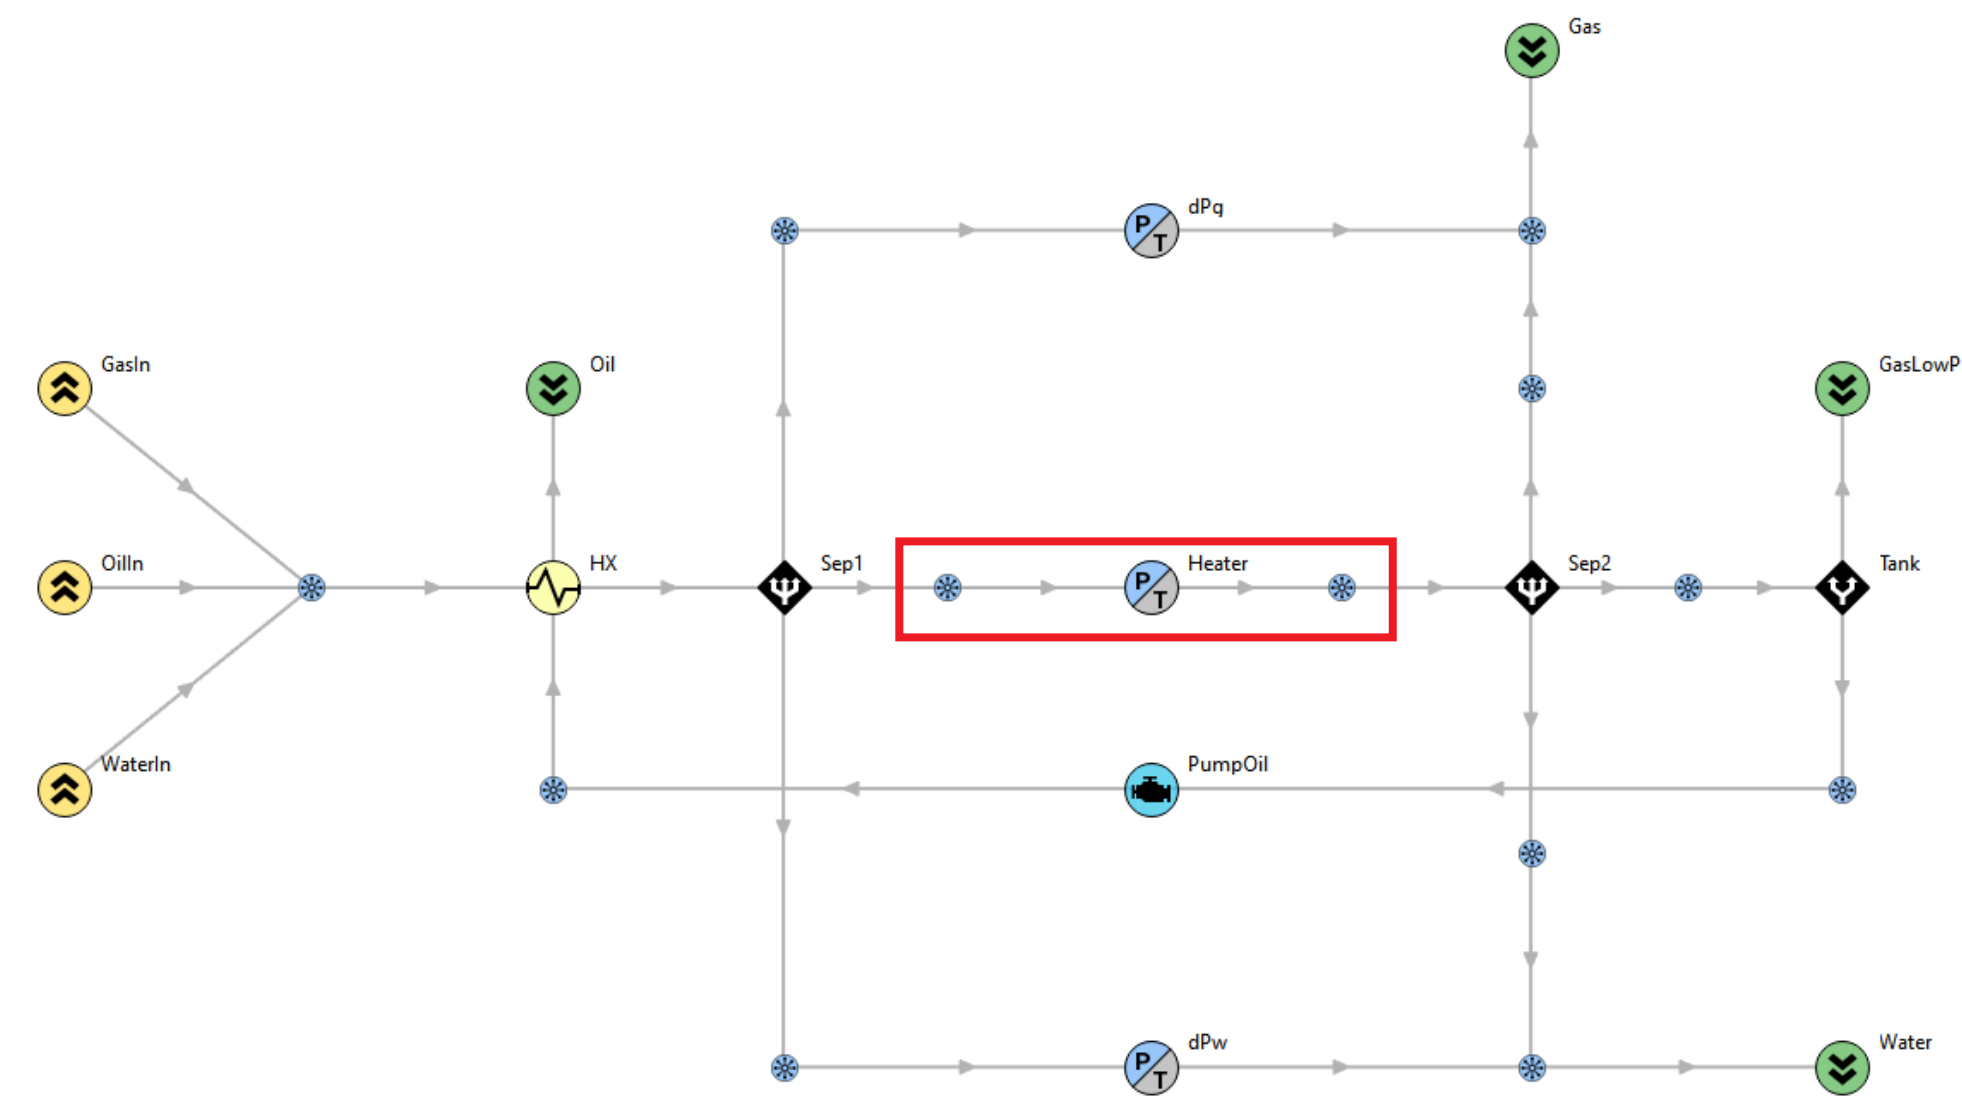 Gas
dPq
GasIn
Oil
GasLowP
P
T
OilIn
HX
Sep1
Heater
Sep2
Tank
P
T
WaterIn
PumpOil
dPw
Water
P
T